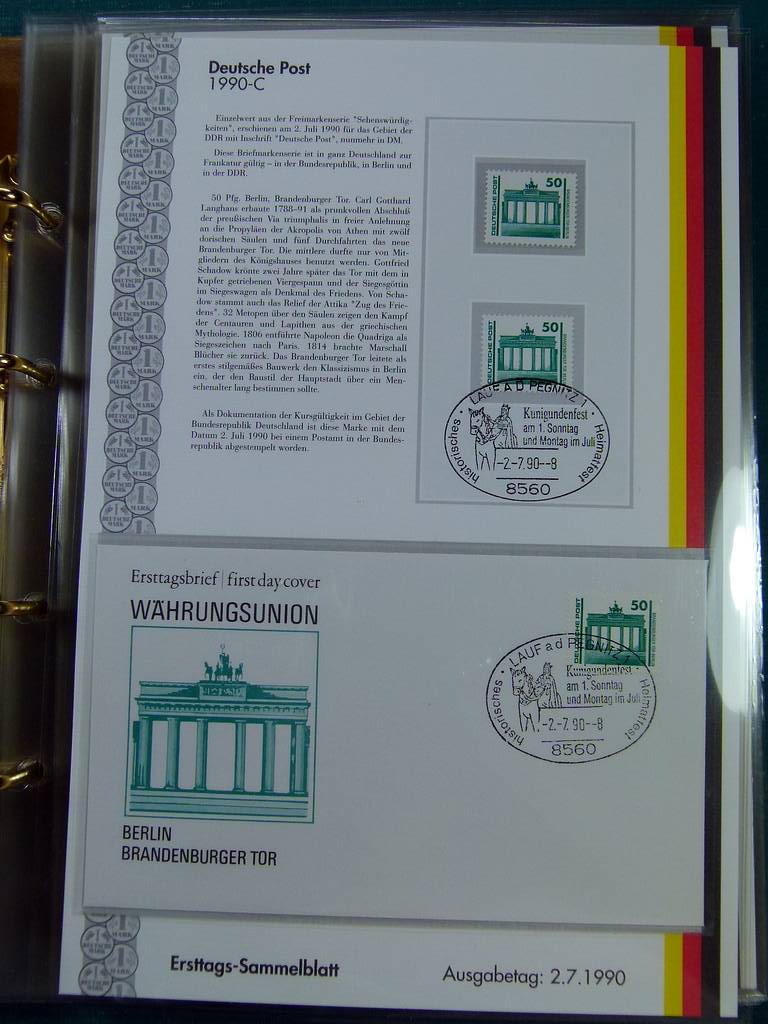 Deutsche Post
1990-C
Einzelwert aus der Freimarkenserie "Sehenswürdig-
keiten", erschienen am 2. Juli 1990 für das Gebiet der
DDR mit Inschrift "Deutsche Post", nunmehr in DM.
Diese Briefmarkenserie ist in ganz Deutschland zur
Frankatur gültig – in der Bundesrepublik, in Berlin und
in der DDR.
50 Pfg. Berlin, Brandenburger Tor. Carl Gotthard
Langhans erbaute 1788-91 als prunkvollen Abschluß
der preußischen Via triumphalis in freier Anlehnung
an die Propyläen der Akropolis von Athen mit zwölf
dorischen Säulen und fünf Durchfahrten das neue
Brandenburger Tor. Die mittlere durfte nur von Mit-
gliedern des Königshauses benutzt werden. Gottfried
Schadow krönte zwei Jahre später das Tor mit dem in
Kupfer getriebenen Viergespann und der Siegesgöttin
im Siegeswagen als Denkmal des Friedens. Von Scha-
dow stammt auch das Relief der Attika "Zug des Frie-
dens". 32 Metopen über den Säulen zeigen den Kampf
der Centauren und Lapithen aus der griechischen
Mythologie. 1806 entführte Napoleon die Quadriga als
Siegeszeichen nach Paris. 1814 brachte Marschall
Blücher sie zurück. Das Brandenburger Tor leitete als
erstes stilgemäßes Bauwerk den Klassizismus in Berlin
ein, der den Baustil der Hauptstadt über ein Men-
schenalter lang bestimmen sollte.
Als Dokumentation der Kursgültigkeit im Gebiet der
Bundesrepublik Deutschland ist diese Marke mit dem
Datum 2. Juli 1990 bei einem Postamt in der Bundes-
republik abgestempelt worden.
DEUTSCHE POST
50
DEUTSCHE POST
50
LAUF A D PEGNITZ 1
historisches
Heimatfest
Kunigundenfest
am 1. Sonntag
und Montag im Juli
-2.-7.90--8
8560
Ersttagsbrief | first day cover
WÄHRUNGSUNION
BERLIN
BRANDENBURGER TOR
DEUTSCHE POST
50
LAUF a d PEGNITZ 1
historisches
Heimatfest
Kunigundenfest
am 1. Sonntag
und Montag im Juli
-2.-7.90--8
8560
Ersttags-Sammelblatt
Ausgabetag: 2.7.1990
1
MARK
DEUTSCHE
MARK